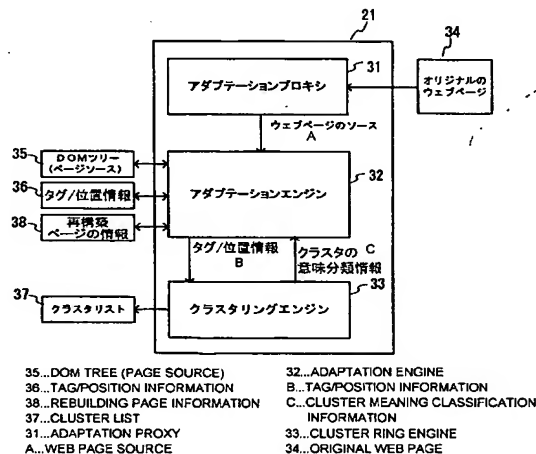 21
34
31
アダプテーションプロキシ
オリジナルの
ウェブページ
ウェブページのソース
A
35
DOMツリー
(ページソース)
36
タグ/位置情報
38
再構築
ページの情報
アダプテーションエンジン
32
タグ/位置情報
B
クラスタの C
意味分類情報
37
クラスタリスト
クラスタリングエンジン
33
35...DOM TREE (PAGE SOURCE)
36...TAG/POSITION INFORMATION
38...REBUILDING PAGE INFORMATION
37...CLUSTER LIST
31...ADAPTATION PROXY
A...WEB PAGE SOURCE
32...ADAPTATION ENGINE
B...TAG/POSITION INFORMATION
C...CLUSTER MEANING CLASSIFICATION
INFORMATION
33...CLUSTER RING ENGINE
34...ORIGINAL WEB PAGE